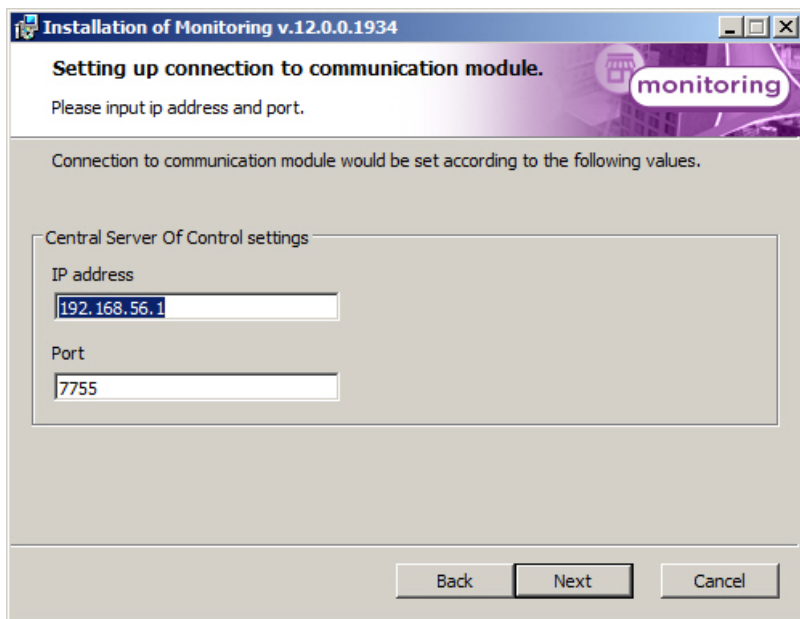 Installation of Monitoring v.12.0.0.1934
Setting up connection to communication module.
Please input ip address and port.
monitoring
Connection to communication module would be set according to the following values.
Central Server Of Control settings
IP address
192.168.56.1
Port
7755
Back Next Cancel